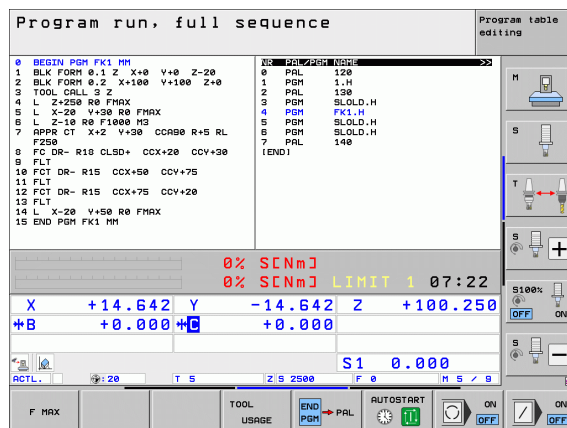 Program run, full sequence
Program table
editing
0 BEGIN PGM FK1 MM
1 BLK FORM 0.1 Z X+0 Y+0 Z-20
2 BLK FORM 0.2 X+100 Y+100 Z+0
3 TOOL CALL 3 Z
4 L Z+250 R0 FMAX
5 L X-20 Y+30 R0 FMAX
6 L Z-10 R0 F1000 M3
7 APPR CT X+2 Y+30 CCA90 R+5 RL
F250
8 FC DR- R18 CLSD+ CCX+20 CCY+30
9 FLT
10 FCT DR- R15 CCX+50 CCY+75
11 FLT
12 FCT DR- R15 CCX+75 CCY+20
13 FLT
14 L X-20 Y+50 R0 FMAX
15 END PGM FK1 MM
NR PAL/PGM NAME >>
0 PAL 120
1 PGM 1.H
2 PAL 130
3 PGM SLOLD.H
4 PGM FK1.H
5 PGM SLOLD.H
6 PGM SLOLD.H
7 PAL 140
[END]
0% S[Nm]
0% S[Nm] LIMIT 1 07:22
X +14.642 Y -14.642 Z +100.250
B +0.000 C +0.000
S1 0.000
ACTL. : 20 T 5 Z S 2500 F 0 M 5 / 9
M
S
T
S
+
S100%
OFF ON
S
-
F MAX
TOOL
USAGE
END
PGM
PAL
AUTOSTART
ON
OFF
ON
OFF